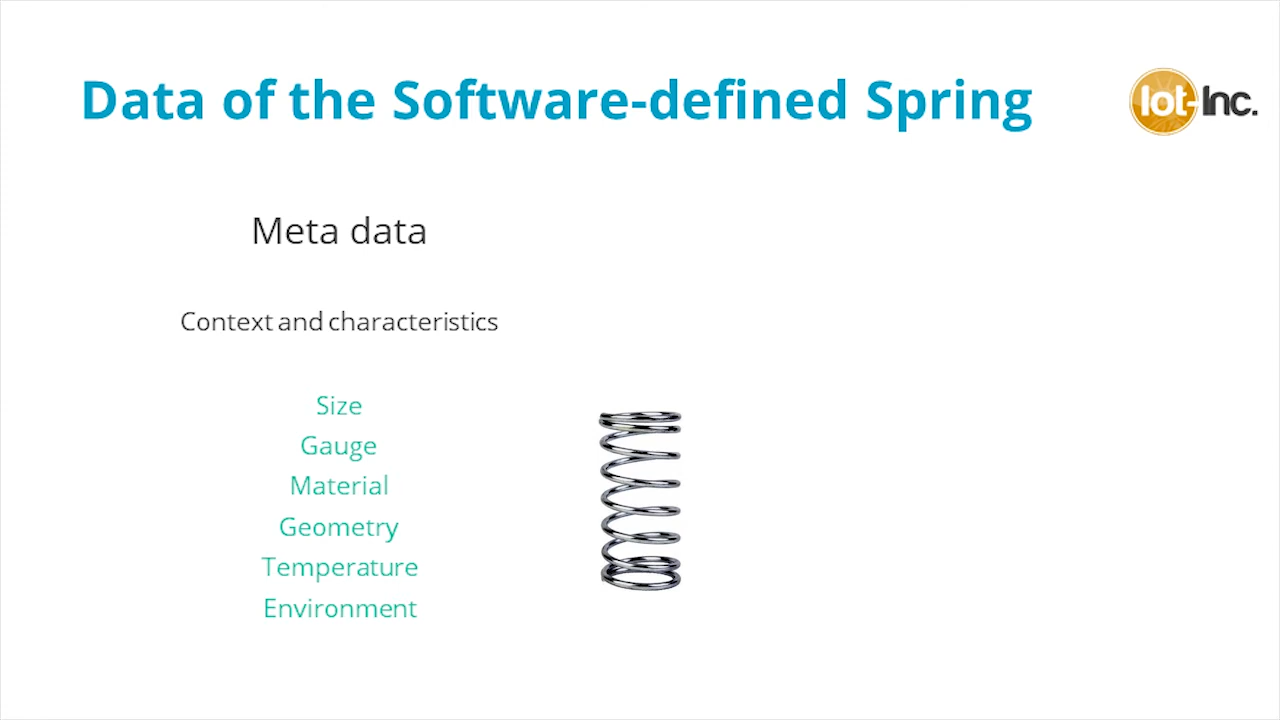 Data of the Software-defined Spring
Iot-Inc.
Meta data
Context and characteristics
Size
Gauge
Material
Geometry
Temperature
Environment